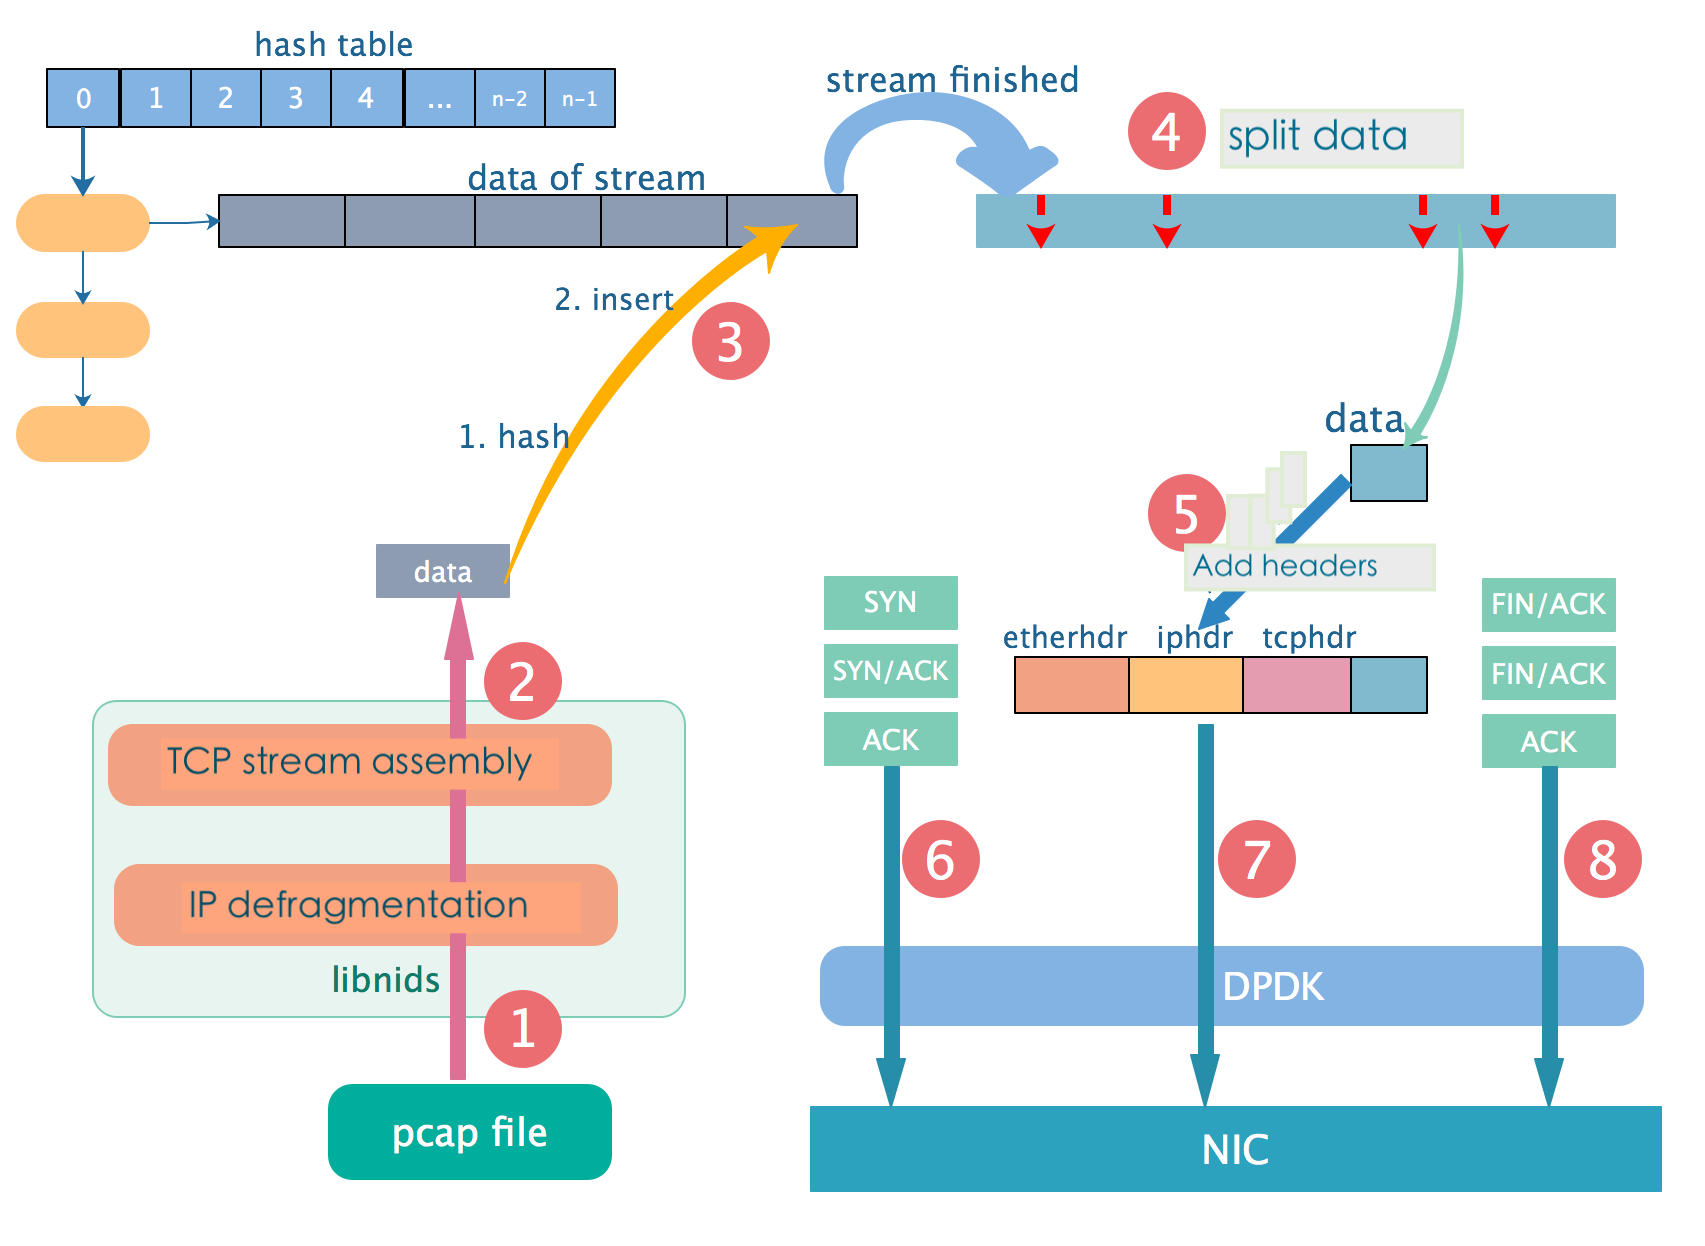 hash table
0 1 2 3 4 ... n-2 n-1
stream finished
4 split data
data of stream
2. insert
3
1. hash
data
5
Add headers
data
SYN
SYN/ACK
ACK
etherhdr iphdr tcphdr
FIN/ACK
FIN/ACK
ACK
2
TCP stream assembly
IP defragmentation
libnids
1
pcap file
6
7
8
DPDK
NIC